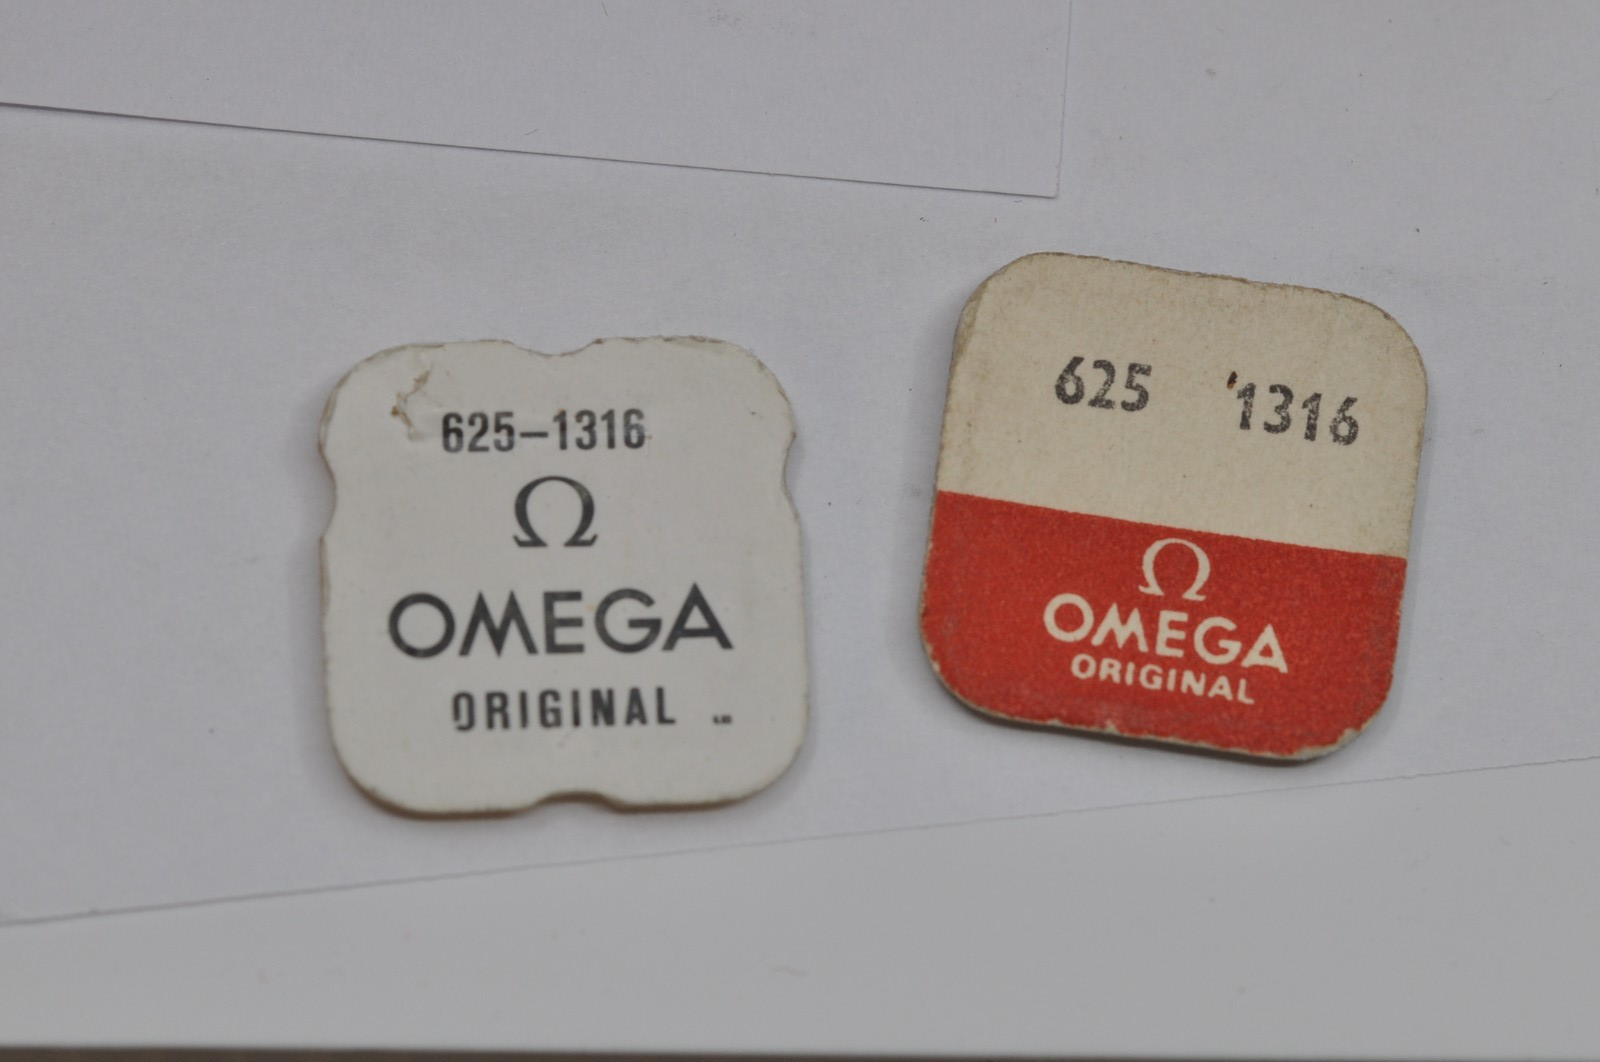 625-1316
Ω
OMEGA
ORIGINAL
625 1316
Ω
OMEGA
ORIGINAL